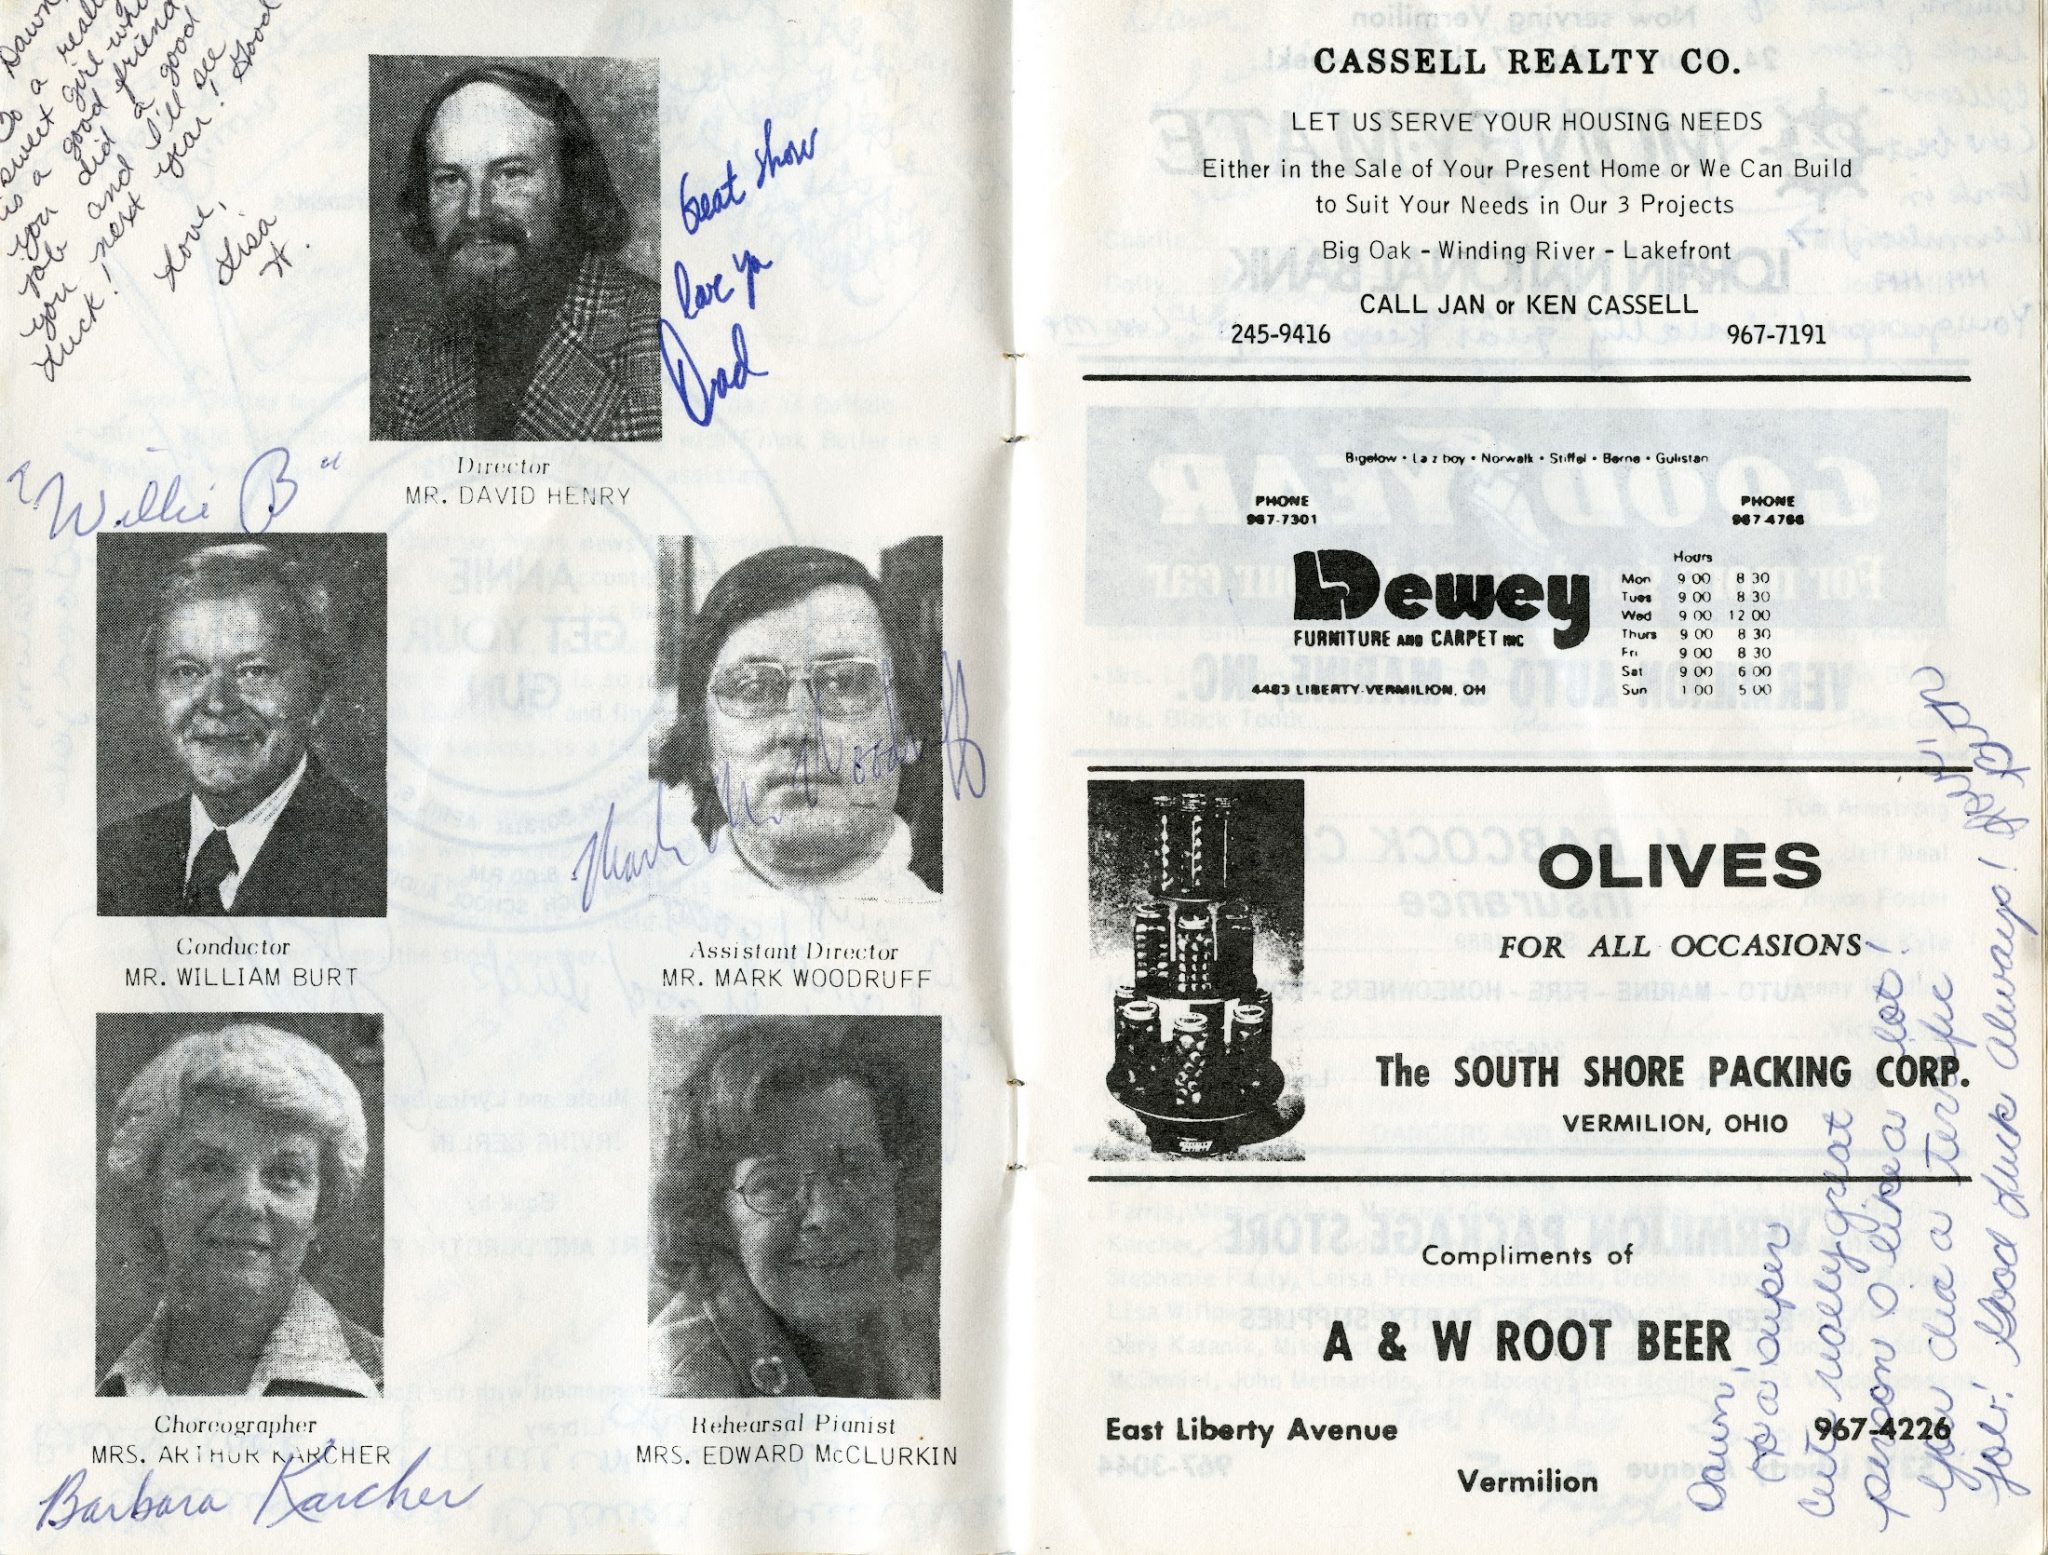 Dawn,
To a really
sweet girl who
is a good friend
you did a good
job and I'll see
you next year! Good
Luck!
Love,
Lisa
H.
Great show
love ya
Dad
Director
MR. DAVID HENRY
"Willie B"
Conductor
MR. WILLIAM BURT
Mark M. Woodruff
Assistant Director
MR. MARK WOODRUFF
Choreographer
MRS. ARTHUR KARCHER
Barbara Karcher
Rehearsal Pianist
MRS. EDWARD McCLURKIN
CASSELL REALTY CO.
LET US SERVE YOUR HOUSING NEEDS
Either in the Sale of Your Present Home or We Can Build
to Suit Your Needs in Our 3 Projects
Big Oak - Winding River - Lakefront
CALL JAN or KEN CASSELL
245-9416 967-7191
Bigelow • Lazboy • Norwalk • Stiffel • Berne • Gulistan
PHONE PHONE
967-7301 967-4766
Dewey
FURNITURE AND CARPET INC
4483 LIBERTY-VERMILION, OH
Hours
Mon 9 00 8 30
Tues 9 00 8 30
Wed 9 00 12 00
Thurs 9 00 8 30
Fri 9 00 8 30
Sat 9 00 6 00
Sun 1 00 5 00
OLIVES
FOR ALL OCCASIONS
The SOUTH SHORE PACKING CORP.
VERMILION, OHIO
Compliments of
A & W ROOT BEER
East Liberty Avenue 967-4226
Vermilion
Dawn,
To a super
cute really great
person O like a lot!
You did a terific
Job! Good Luck Always!